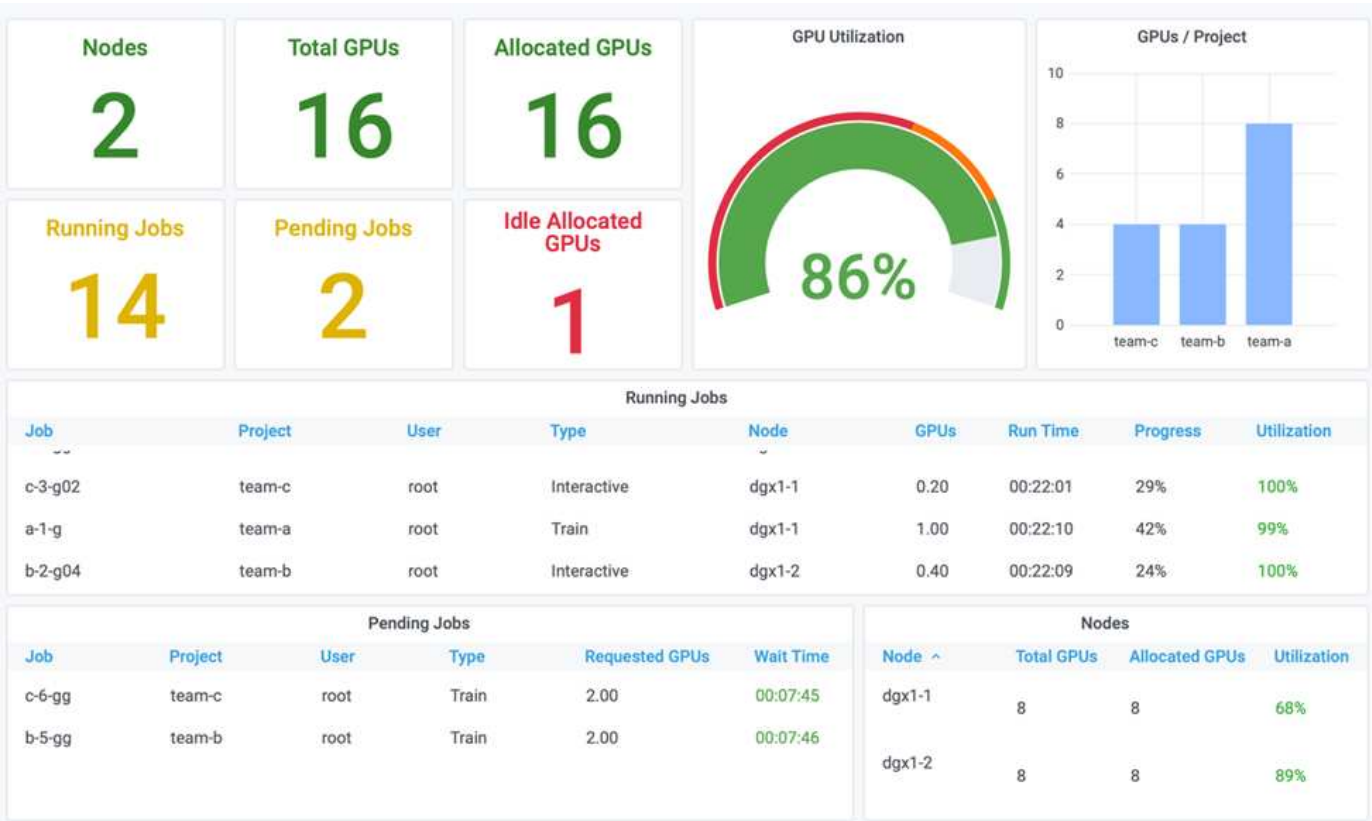 Nodes
2
Total GPUs
16
Allocated GPUs
16
Running Jobs
14
Pending Jobs
2
Idle Allocated
GPUs
1
GPU Utilization
86%
GPUs / Project
10
8
6
4
2
0
team-c team-b team-a
Running Jobs
Job Project User Type Node GPUs Run Time Progress Utilization
c-3-g02 team-c root Interactive dgx1-1 0.20 00:22:01 29% 100%
a-1-g team-a root Train dgx1-1 1.00 00:22:10 42% 99%
b-2-g04 team-b root Interactive dgx1-2 0.40 00:22:09 24% 100%
Pending Jobs
Job Project User Type Requested GPUs Wait Time
c-6-gg team-c root Train 2.00 00:07:45
b-5-gg team-b root Train 2.00 00:07:46
Nodes
Node Total GPUs Allocated GPUs Utilization
dgx1-1 8 8 68%
dgx1-2 8 8 89%